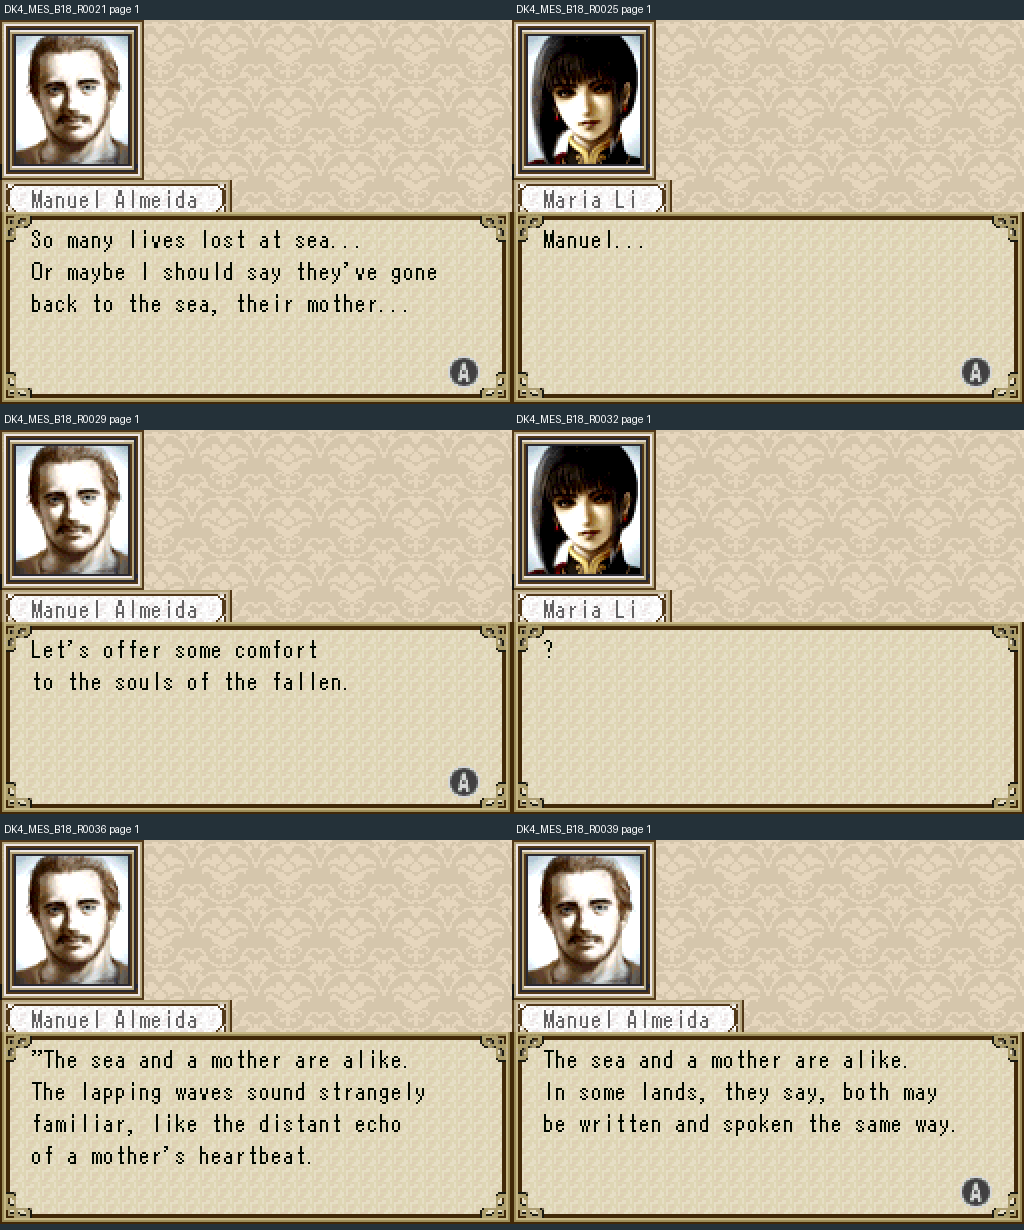 DK4_MES_B18_R0021 page 1
Manuel Almeida
So many lives lost at sea...
Or maybe I should say they've gone
back to the sea, their mother...
A
DK4_MES_B18_R0025 page 1
Maria Li
Manuel...
A
DK4_MES_B18_R0029 page 1
Manuel Almeida
Let's offer some comfort
to the souls of the fallen.
A
DK4_MES_B18_R0032 page 1
Maria Li
?
DK4_MES_B18_R0036 page 1
Manuel Almeida
"The sea and a mother are alike.
The lapping waves sound strangely
familiar, like the distant echo
of a mother's heartbeat.
DK4_MES_B18_R0039 page 1
Manuel Almeida
The sea and a mother are alike.
In some lands, they say, both may
be written and spoken the same way.
A